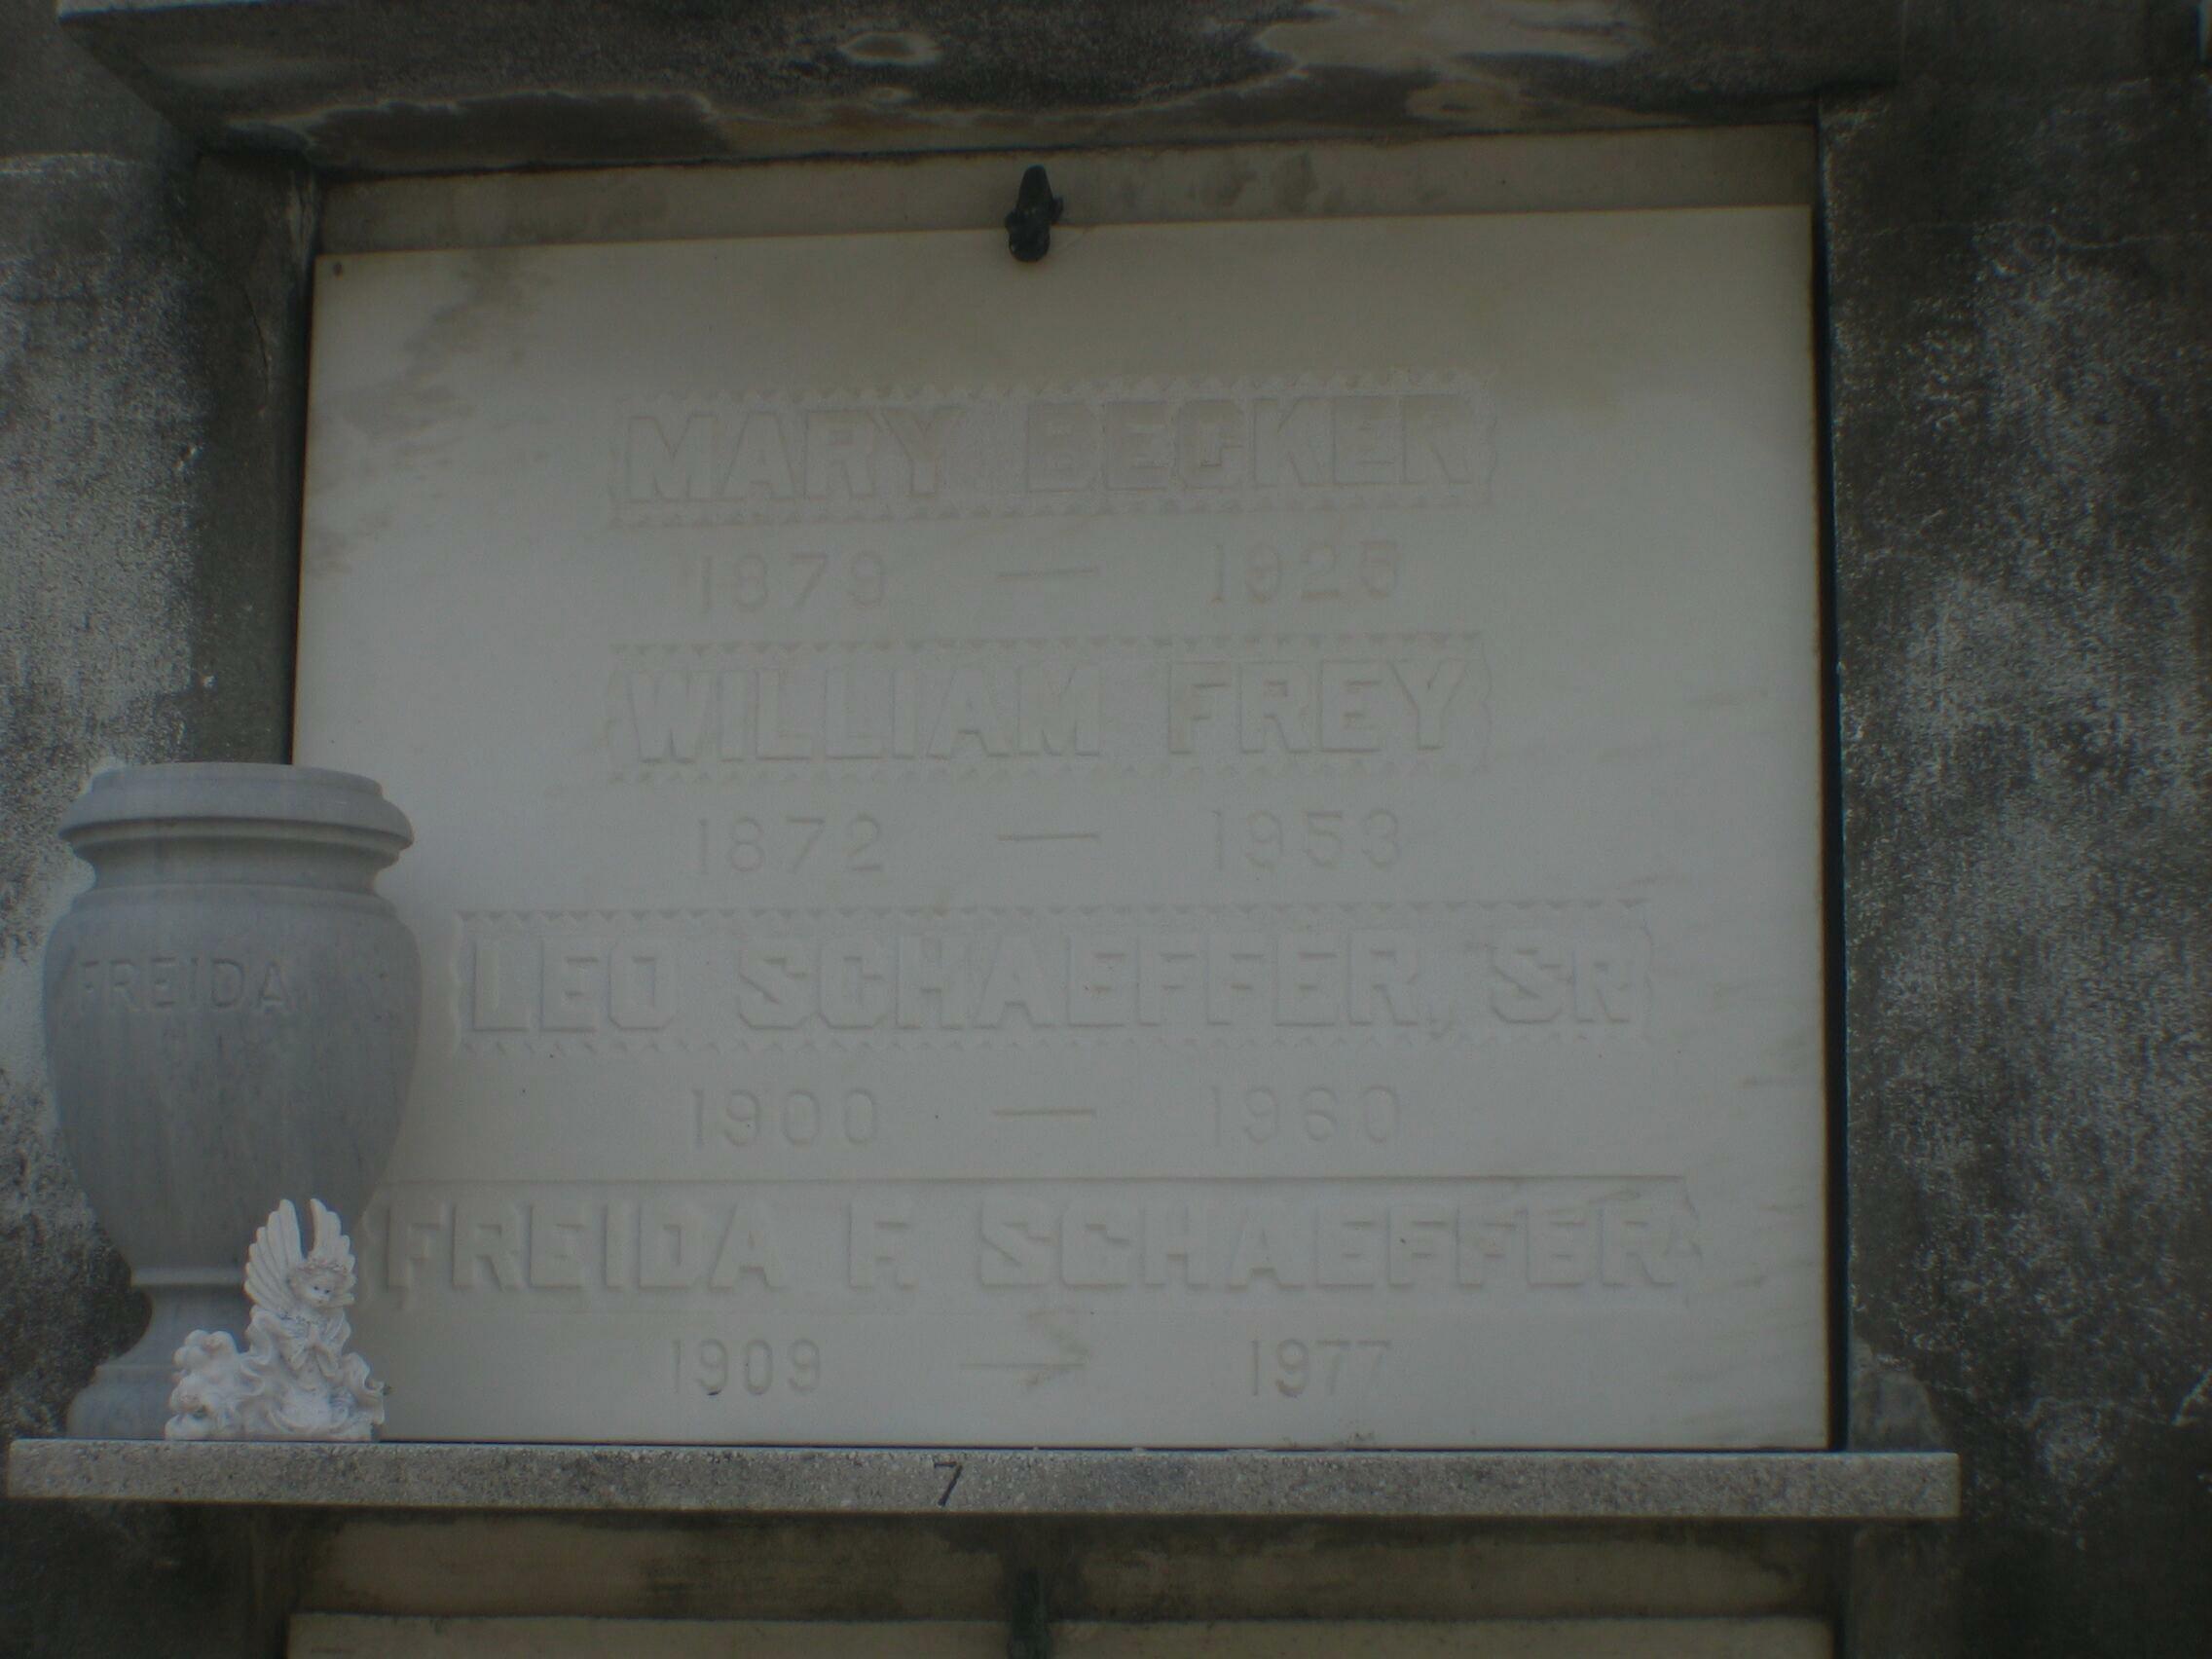 MARY BECKER
1879 — 1925
WILLIAM FREY
1872 — 1953
LEO SCHAEFFER, SR
1900 — 1960
FREIDA F. SCHAEFFER
1909 — 1977
FREIDA
7